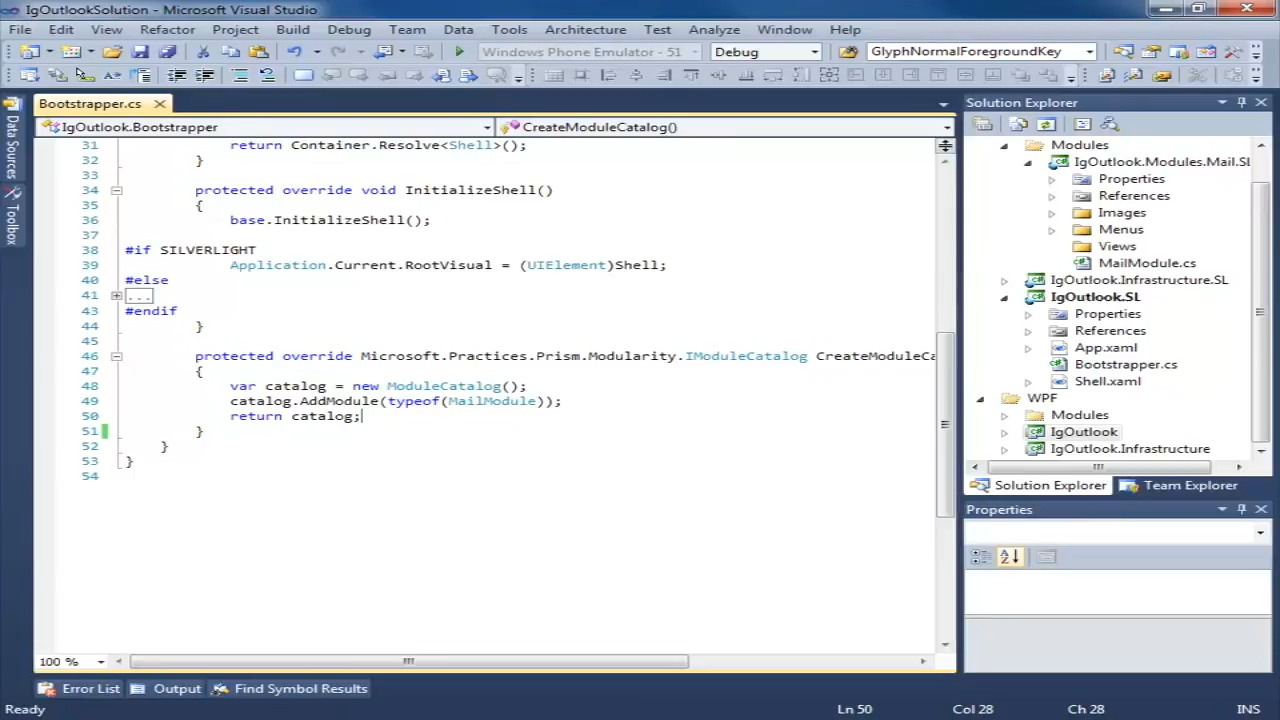 IgOutlookSolution - Microsoft Visual Studio
File Edit View Refactor Project Build Debug Team Data Tools Architecture Test Analyze Window Help
Windows Phone Emulator - 51 Debug GlyphNormalForegroundKey
Data Sources
Toolbox
Bootstrapper.cs
IgOutlook.Bootstrapper CreateModuleCatalog()
31 return Container.Resolve<Shell>();
32 }
33
34 protected override void InitializeShell()
35 {
36 base.InitializeShell();
37
38 #if SILVERLIGHT
39 Application.Current.RootVisual = (UIElement)Shell;
40 #else
41 ...
43 #endif
44 }
45
46 protected override Microsoft.Practices.Prism.Modularity.IModuleCatalog CreateModuleCa
47 {
48 var catalog = new ModuleCatalog();
49 catalog.AddModule(typeof(MailModule));
50 return catalog;
51 }
52 }
53 }
54
100 %
Solution Explorer
Modules
IgOutlook.Modules.Mail.SL
Properties
References
Images
Menus
Views
MailModule.cs
IgOutlook.Infrastructure.SL
IgOutlook.SL
Properties
References
App.xaml
Bootstrapper.cs
Shell.xaml
WPF
Modules
IgOutlook
IgOutlook.Infrastructure
Solution Explorer Team Explorer
Properties
Error List Output Find Symbol Results
Ready Ln 50 Col 28 Ch 28 INS